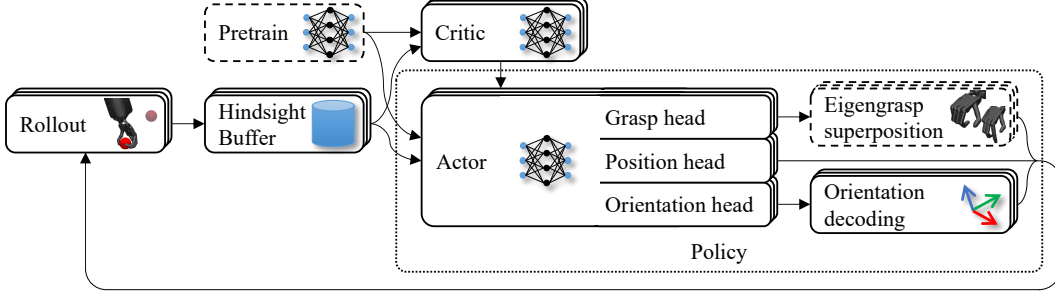 Pretrain
Critic
Rollout
Hindsight
Buffer
Actor
Grasp head
Position head
Orientation head
Eigengrasp
superposition
Orientation
decoding
Policy